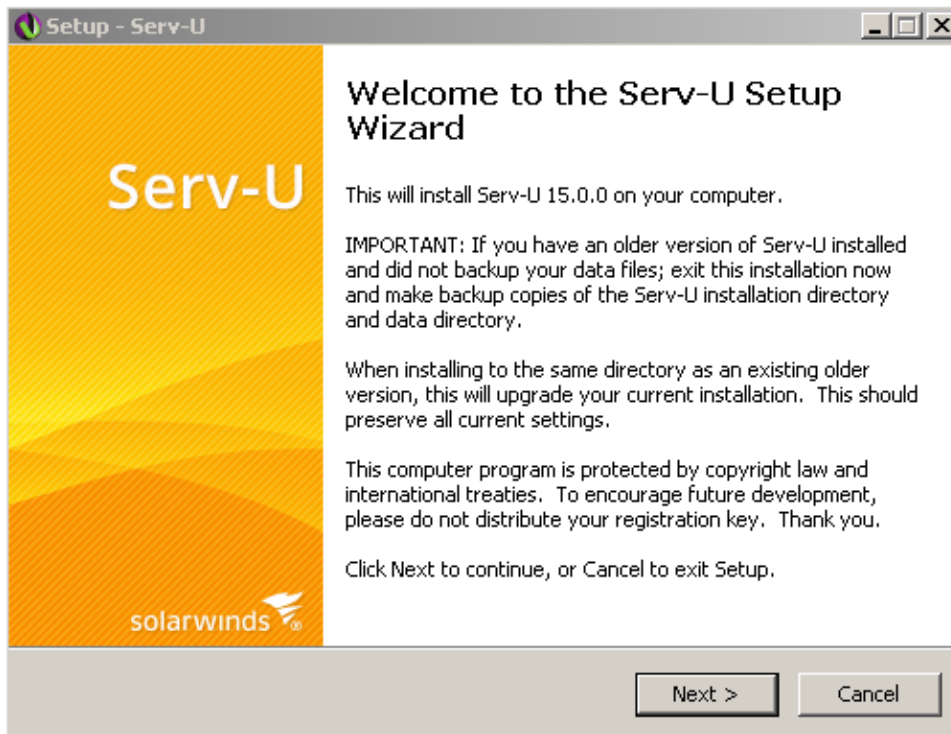 Setup - Serv-U
Serv-U
Welcome to the Serv-U Setup
Wizard
This will install Serv-U 15.0.0 on your computer.
IMPORTANT: If you have an older version of Serv-U installed
and did not backup your data files; exit this installation now
and make backup copies of the Serv-U installation directory
and data directory.
When installing to the same directory as an existing older
version, this will upgrade your current installation.  This should
preserve all current settings.
This computer program is protected by copyright law and
international treaties.  To encourage future development,
please do not distribute your registration key.  Thank you.
Click Next to continue, or Cancel to exit Setup.
solarwinds®
Next >
Cancel